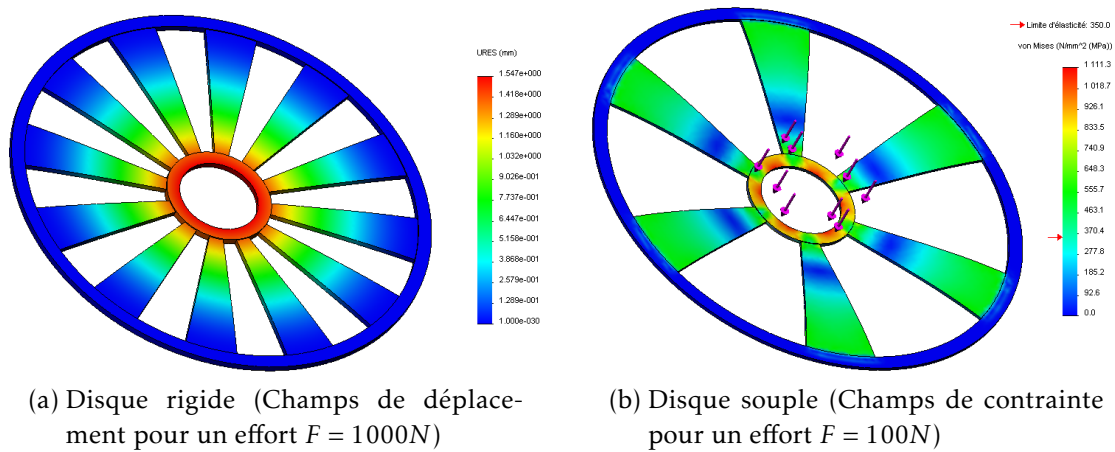 URES (mm)
1.547e+000
1.418e+000
1.289e+000
1.160e+000
1.032e+000
9.026e-001
7.737e-001
6.447e-001
5.158e-001
3.868e-001
2.579e-001
1.289e-001
1.000e-030
Limite d'élasticité: 350.0
von Mises (N/mm^2 (MPa))
1 111.3
1 018.7
926.1
833.5
740.9
648.3
555.7
463.1
370.4
277.8
185.2
92.6
0.0
(a) Disque rigide (Champs de déplace-
ment pour un effort F = 1000N)
(b) Disque souple (Champs de contrainte
pour un effort F = 100N)